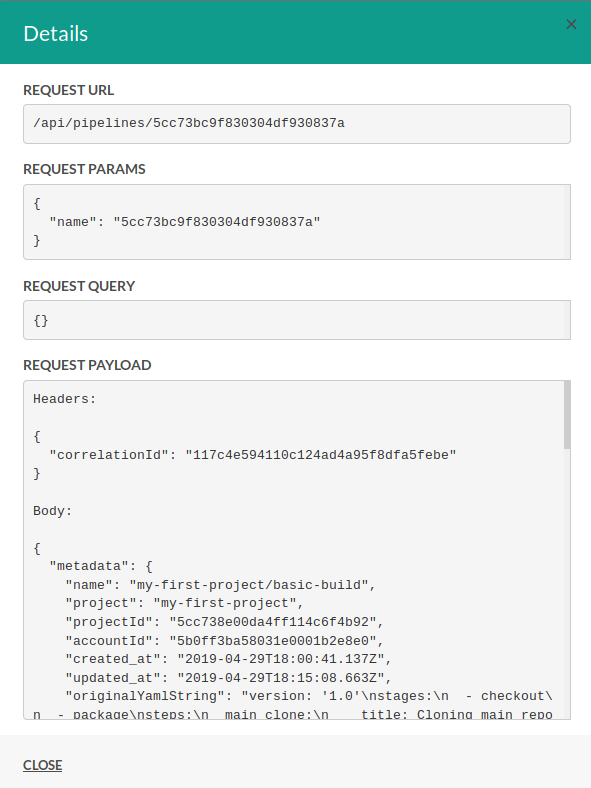 Details
×
REQUEST URL
/api/pipelines/5cc73bc9f830304df930837a
REQUEST PARAMS
{
  "name": "5cc73bc9f830304df930837a"
}
REQUEST QUERY
{}
REQUEST PAYLOAD
Headers:
{
  "correlationId": "117c4e594110c124ad4a95f8dfa5febe"
}
Body:
{
  "metadata": {
    "name": "my-first-project/basic-build",
    "project": "my-first-project",
    "projectId": "5cc738e00da4ff114c6f4b92",
    "accountId": "5b0ff3ba58031e0001b2e8e0",
    "created_at": "2019-04-29T18:00:41.137Z",
    "updated_at": "2019-04-29T18:15:08.663Z",
    "originalYamlString": "version: '1.0'\nstages:\n  - checkout\
n  - package\nsteps:\n  main_clone:\n    title: Cloning main repo
CLOSE